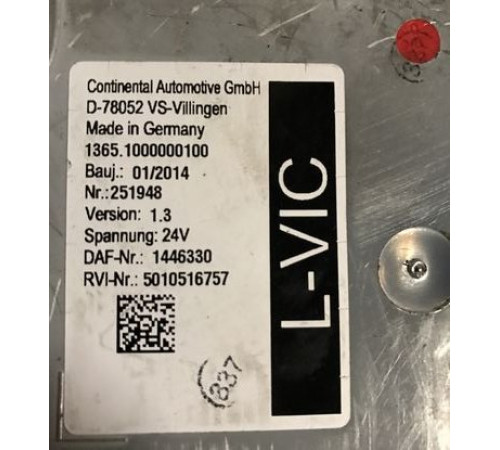 Continental Automotive GmbH
D-78052 VS-Villingen
Made in Germany
1365.1000000100
Bauj.: 01/2014
Nr.:251948
Version: 1.3
Spannung: 24V
DAF-Nr.: 1446330
RVI-Nr.: 5010516757
L-VIC
(337)